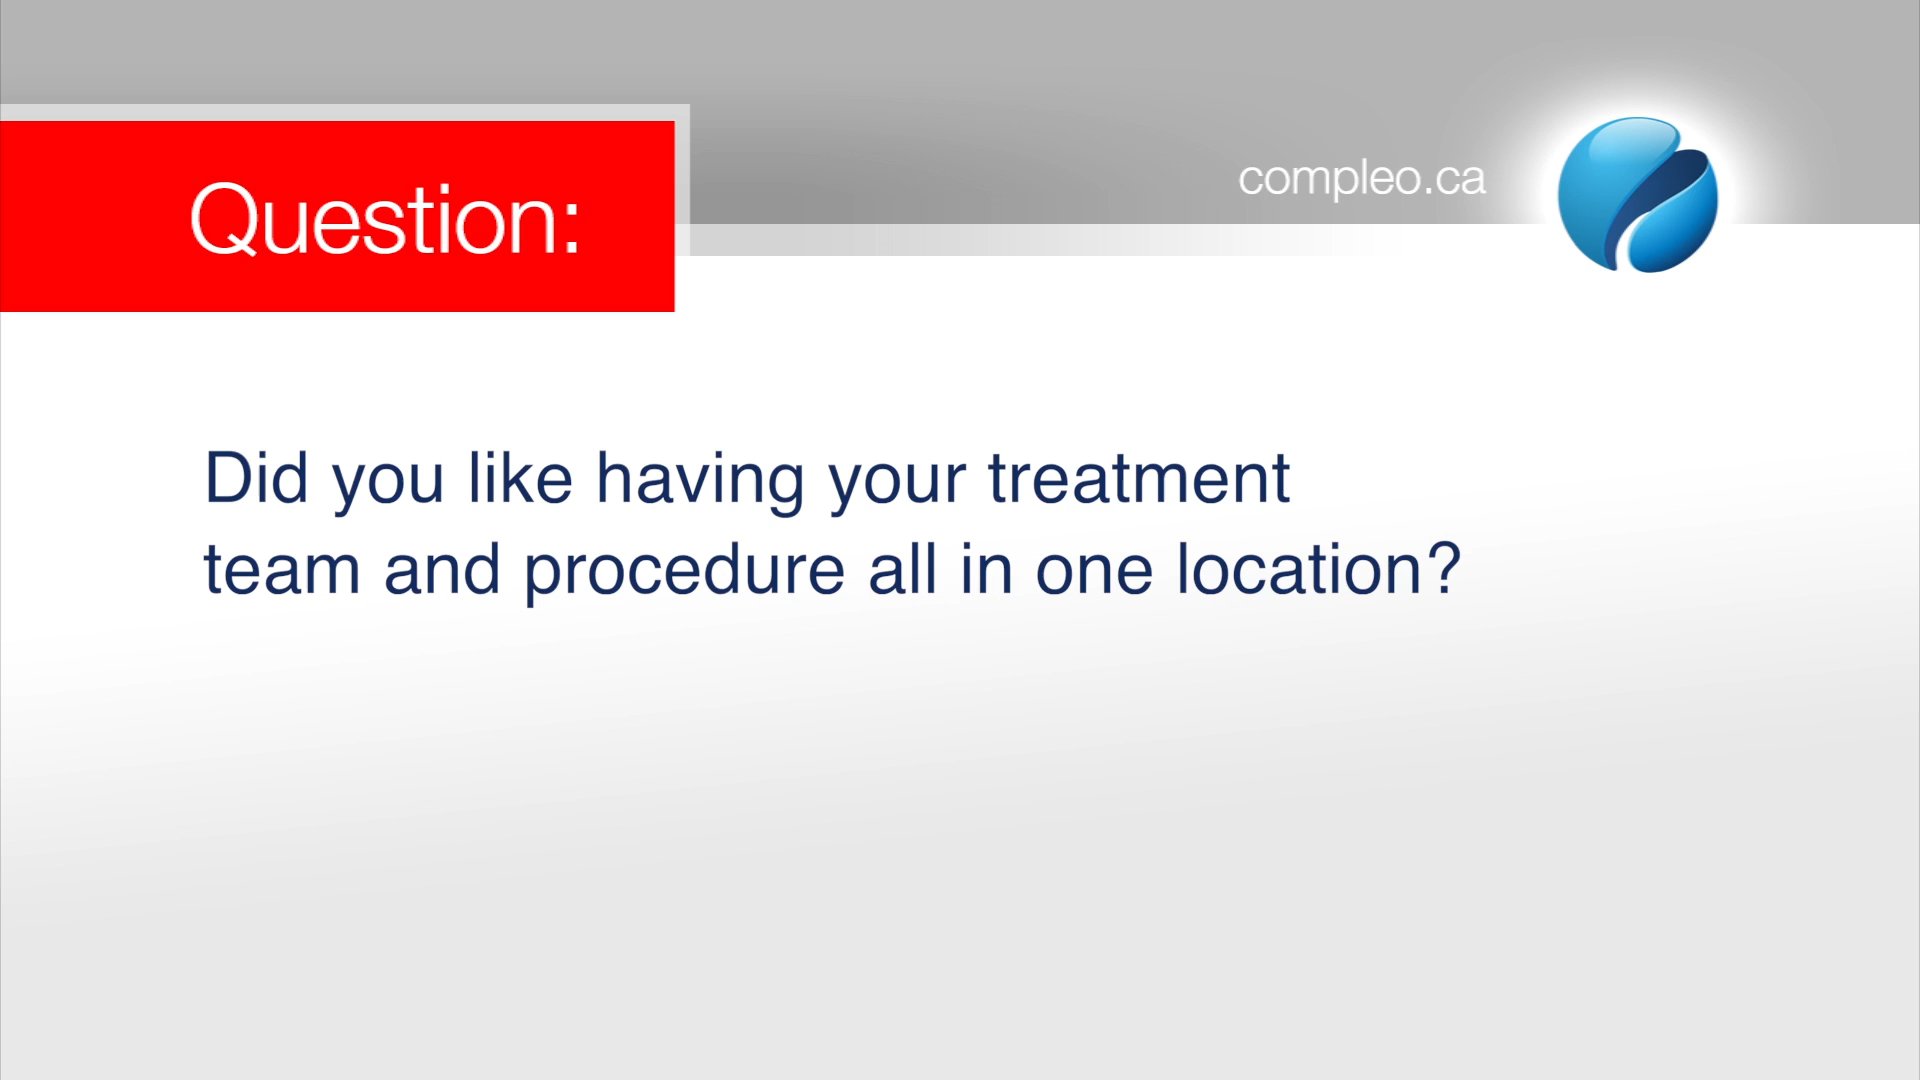 Question:
compleo.ca
Did you like having your treatment
team and procedure all in one location?